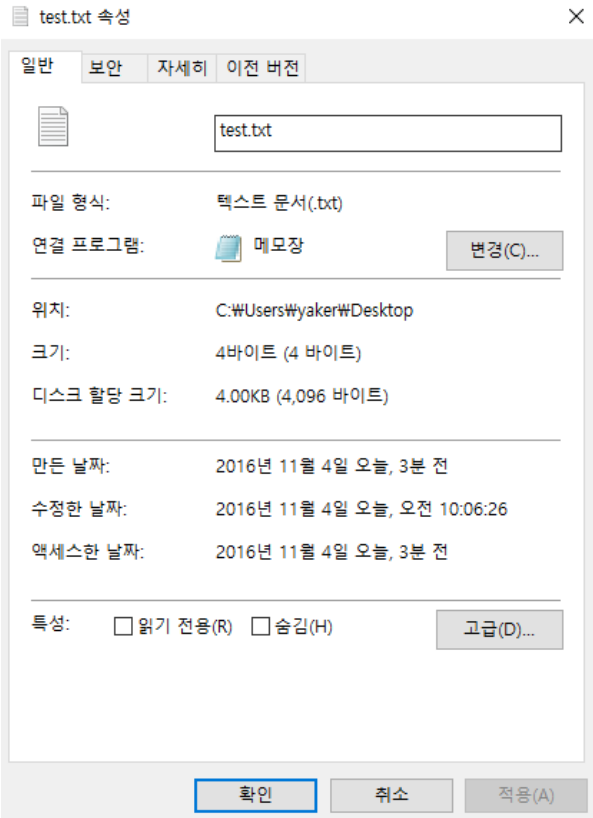 test.txt 속성
일반 보안 자세히 이전 버전
test.txt
파일 형식: 텍스트 문서(.txt)
연결 프로그램: 메모장 변경(C)...
위치: C:₩Users₩yaker₩Desktop
크기: 4바이트 (4 바이트)
디스크 할당 크기: 4.00KB (4,096 바이트)
만든 날짜: 2016년 11월 4일 오늘, 3분 전
수정한 날짜: 2016년 11월 4일 오늘, 오전 10:06:26
액세스한 날짜: 2016년 11월 4일 오늘, 3분 전
특성: 읽기 전용(R) 숨김(H) 고급(D)...
확인 취소 적용(A)